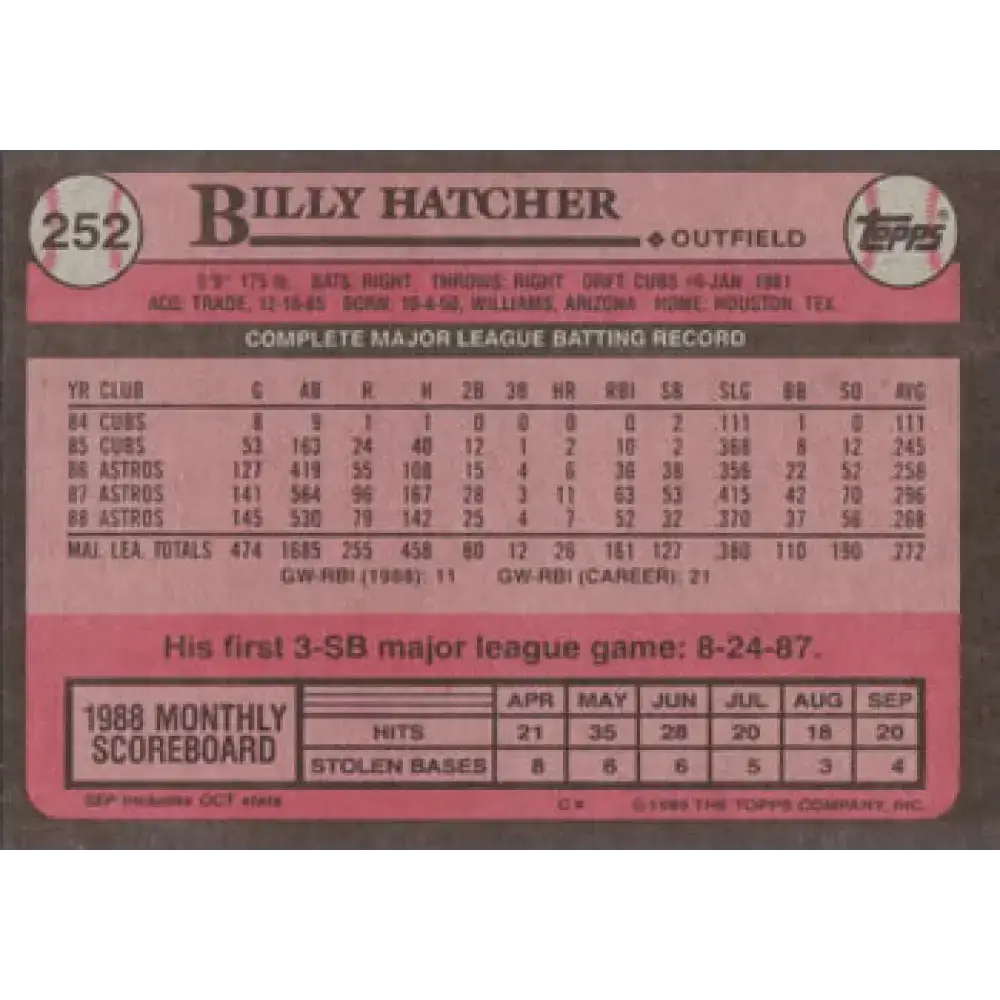 252
BILLY HATCHER
OUTFIELD
TOPPS®
5'9" 175 lb. BATS: RIGHT THROWS: RIGHT DRFT: CUBS #6-JAN. 1981
ACQ: TRADE, 12-10-85 BORN: WILLIAMS, ARIZONA HOME: HOUSTON, TEX.
COMPLETE MAJOR LEAGUE BATTING RECORD
YR CLUB G AB R H 2B 3B HR RBI SB SLG BB SO AVG
84 CUBS 8 9 1 1 0 0 0 0 2 .111 1 0 .111
85 CUBS 53 163 24 40 12 1 2 10 2 .368 8 12 .245
86 ASTROS 127 419 55 108 15 4 6 36 38 .356 22 52 .258
87 ASTROS 141 564 96 167 28 3 11 63 53 .415 42 70 .296
88 ASTROS 145 530 79 142 25 4 7 52 32 .370 37 56 .268
MAJ. LEA. TOTALS 474 1685 255 458 80 12 26 161 127 .380 110 190 .272
GW-RBI (1988): 11 GW-RBI (CAREER): 21
His first 3-SB major league game: 8-24-87.
1988 MONTHLY SCOREBOARD
APR MAY JUN JUL AUG SEP
HITS 21 35 28 20 18 20
STOLEN BASES 8 6 6 5 3 4
SEP includes OCT stats
C* © 1989 THE TOPPS COMPANY, INC.